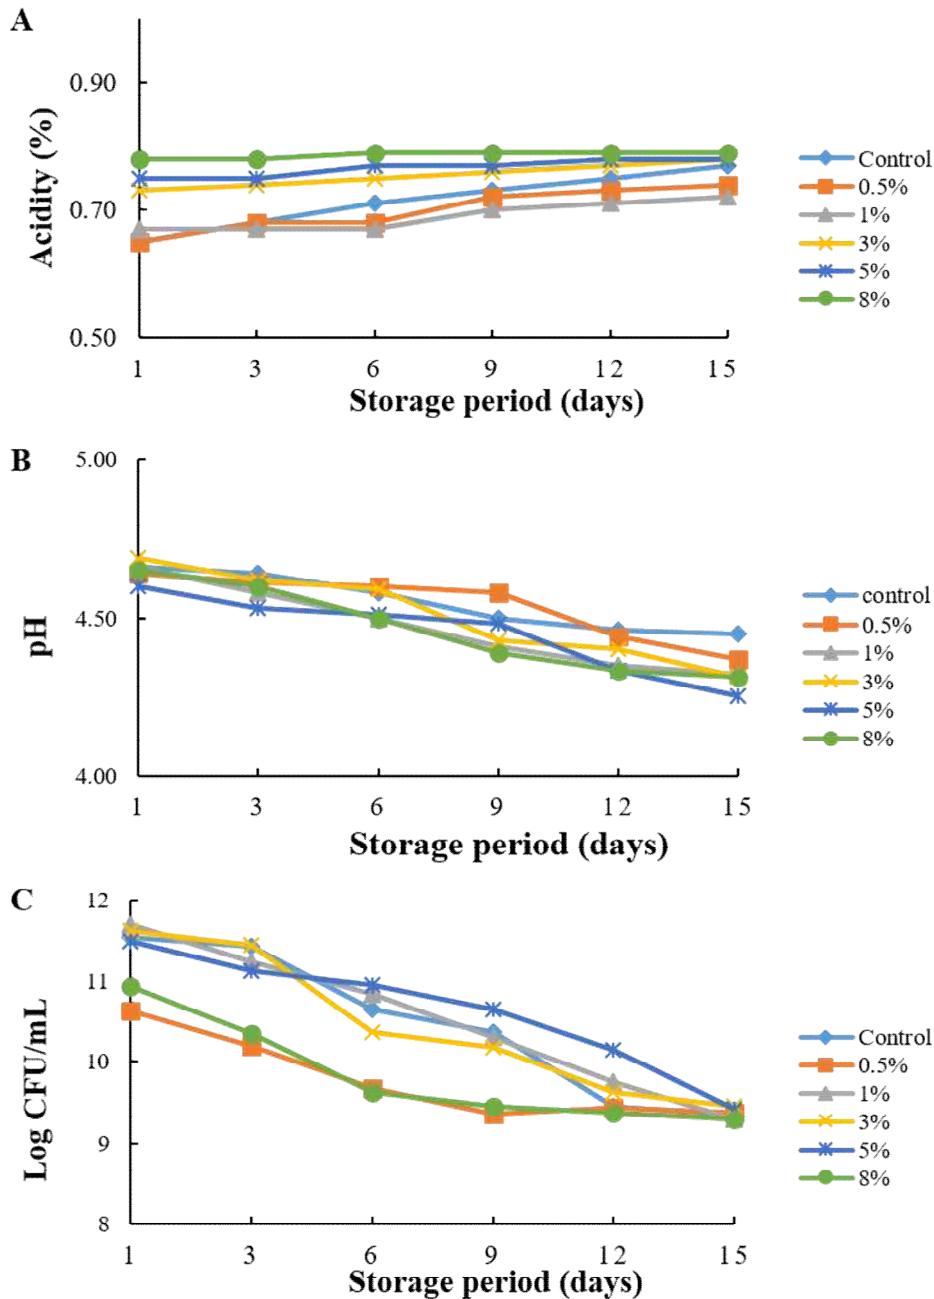 A
0.90
0.70
0.50
Acidity (%)
1 3 6 9 12 15
Storage period (days)
Control
0.5%
1%
3%
5%
8%
B
5.00
4.50
4.00
pH
1 3 6 9 12 15
Storage period (days)
control
0.5%
1%
3%
5%
8%
C
12
11
10
9
8
Log CFU/mL
1 3 6 9 12 15
Storage period (days)
Control
0.5%
1%
3%
5%
8%